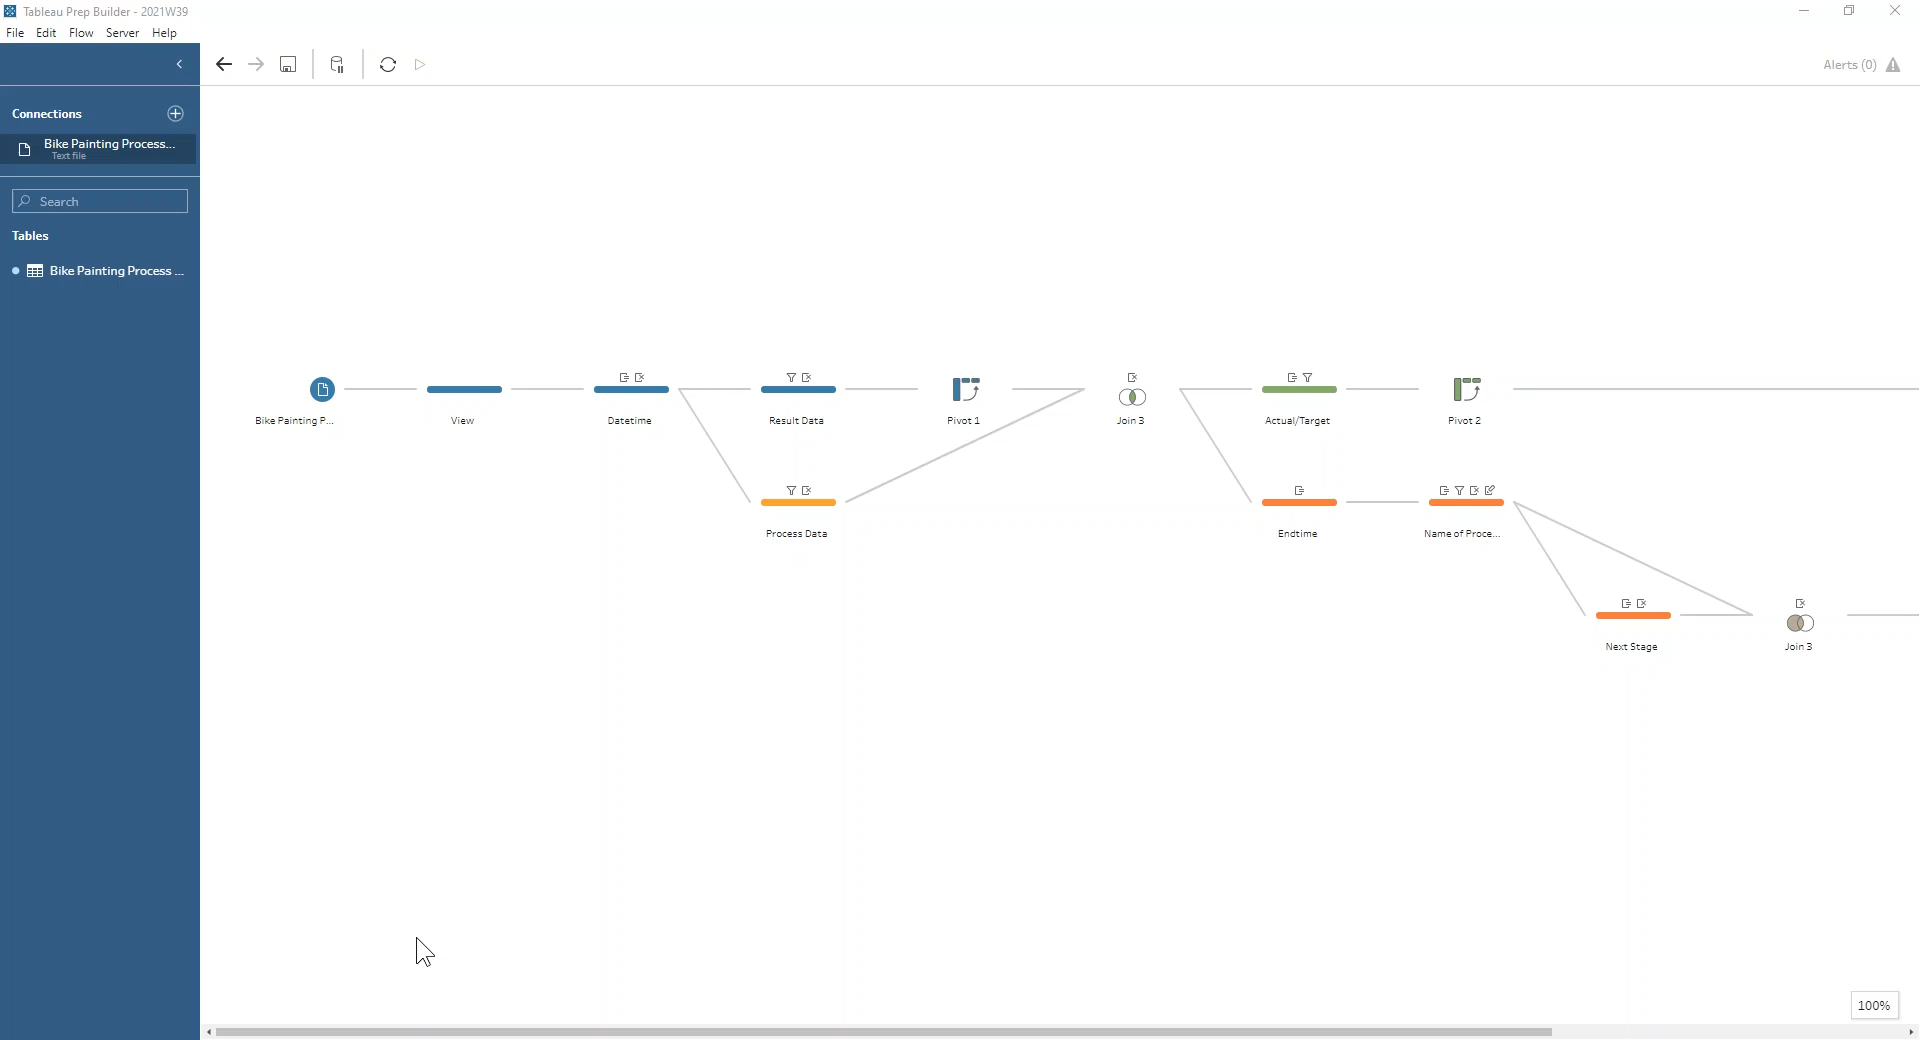 Tableau Prep Builder - 2021W39
File Edit Flow Server Help
Alerts (0)
Connections
Bike Painting Process...
Text file
Search
Tables
Bike Painting Process ...
Bike Painting P...
View
Datetime
Result Data
Pivot 1
Join 3
Actual/Target
Pivot 2
Process Data
Endtime
Name of Proce...
Next Stage
Join 3
100%